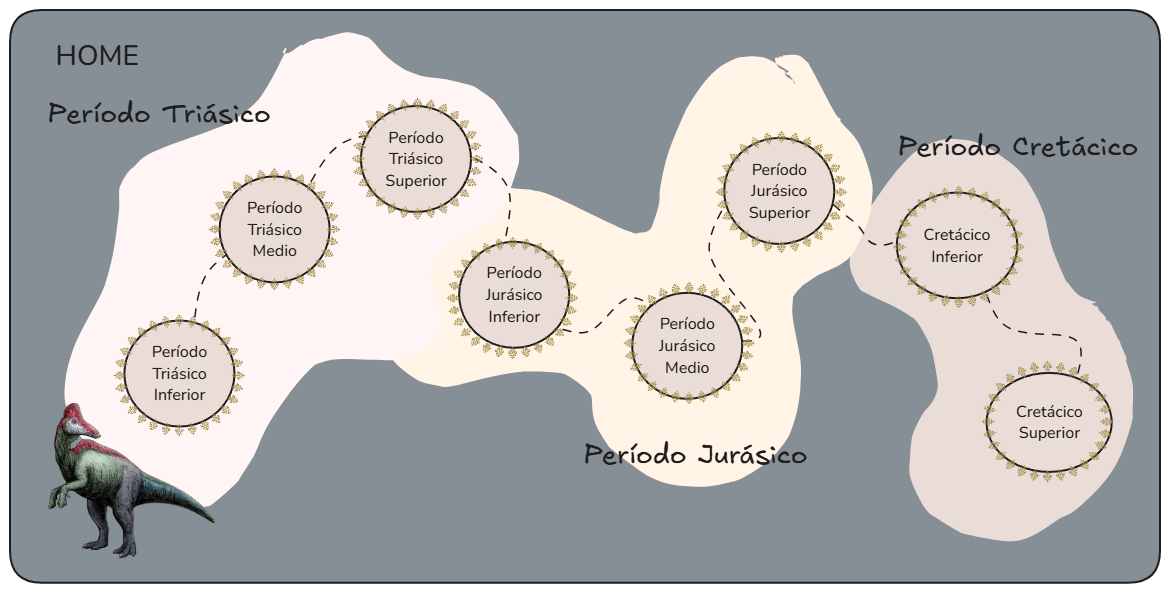 HOME
Período Triásico
Período
Triásico
Inferior
Período
Triásico
Medio
Período
Triásico
Superior
Período Jurásico
Período
Jurásico
Inferior
Período
Jurásico
Medio
Período
Jurásico
Superior
Período Cretácico
Cretácico
Inferior
Cretácico
Superior